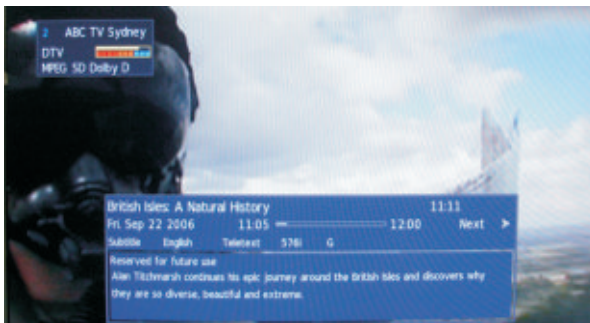 2 ABC TV Sydney
DTV
MPEG SD Dolby D
British Isles: A Natural History 11:11
Fri, Sep 22 2006 11:05 12:00 Next
Subtitle English Teletext 576i G
Reserved for future use
Alan Titchmarsh continues his epic journey around the British Isles and discovers why
they are so diverse, beautiful and extreme.